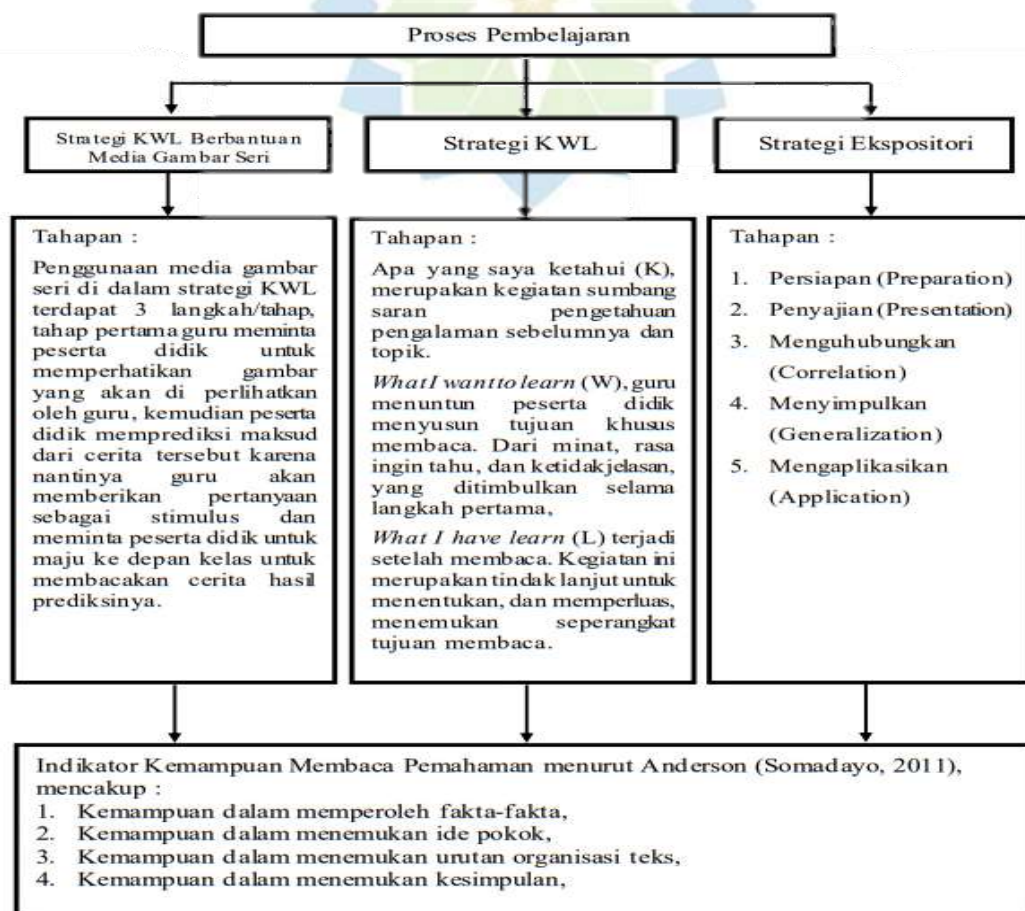 Proses Pembelajaran
Strategi KWL Berbantuan
Media Gambar Seri
Strategi KWL
Strategi Ekspositori
Tahapan :
Penggunaan media gambar
seri di dalam strategi KWL
terdapat 3 langkah/tahap,
tahap pertama guru meminta
peserta didik untuk
memperhatikan gambar
yang akan di perlihatkan
oleh guru, kemudian peserta
didik memprediksi maksud
dari cerita tersebut karena
nantinya guru akan
memberikan pertanyaan
sebagai stimulus dan
meminta peserta didik untuk
maju ke depan kelas untuk
membacakan cerita hasil
prediksinya.
Tahapan :
Apa yang saya ketahui (K),
merupakan kegiatan sumbang
saran pengetahuan
pengalaman sebelumnya dan
topik.
What I want to learn (W), guru
menuntun peserta didik
menyusun tujuan khusus
membaca. Dari minat, rasa
ingin tahu, dan ketidakjelasan,
yang ditimbulkan selama
langkah pertama,
What I have learn (L) terjadi
setelah membaca. Kegiatan ini
merupakan tindak lanjut untuk
menentukan, dan memperluas,
menemukan seperangkat
tujuan membaca.
Tahapan :
1. Persiapan (Preparation)
2. Penyajian (Presentation)
3. Menguhubungkan
(Correlation)
4. Menyimpulkan
(Generalization)
5. Mengaplikasikan
(Application)
Indikator Kemampuan Membaca Pemahaman menurut Anderson (Somadayo, 2011),
mencakup :
1. Kemampuan dalam memperoleh fakta-fakta,
2. Kemampuan dalam menemukan ide pokok,
3. Kemampuan dalam menemukan urutan organisasi teks,
4. Kemampuan dalam menemukan kesimpulan,